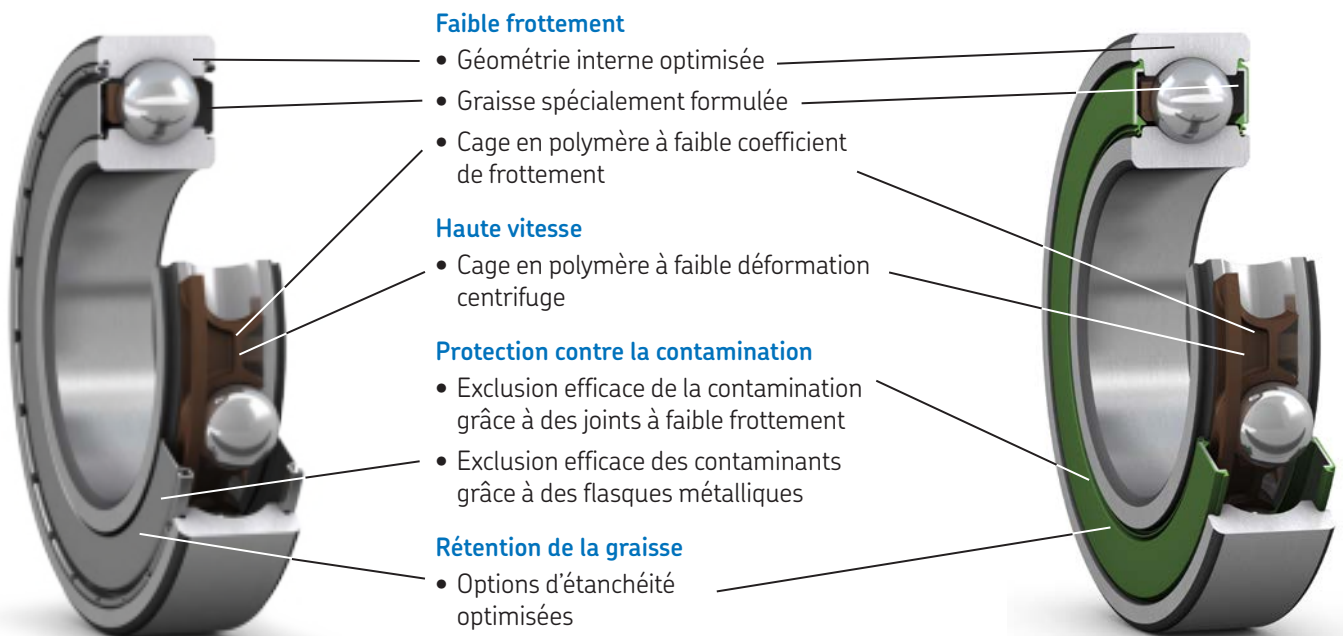 Faible frottement
• Géométrie interne optimisée
• Graisse spécialement formulée
• Cage en polymère à faible coefficient
de frottement
Haute vitesse
• Cage en polymère à faible déformation
centrifuge
Protection contre la contamination
• Exclusion efficace de la contamination
grâce à des joints à faible frottement
• Exclusion efficace des contaminants
grâce à des flasques métalliques
Rétention de la graisse
• Options d’étanchéité
optimisées